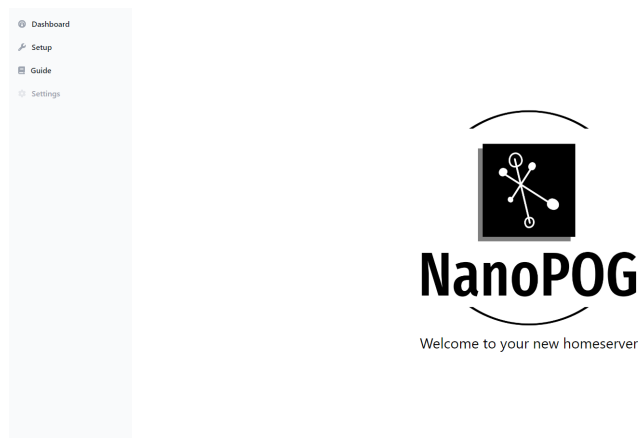 Dashboard
Setup
Guide
Settings
NanoPOG
Welcome to your new homeserver